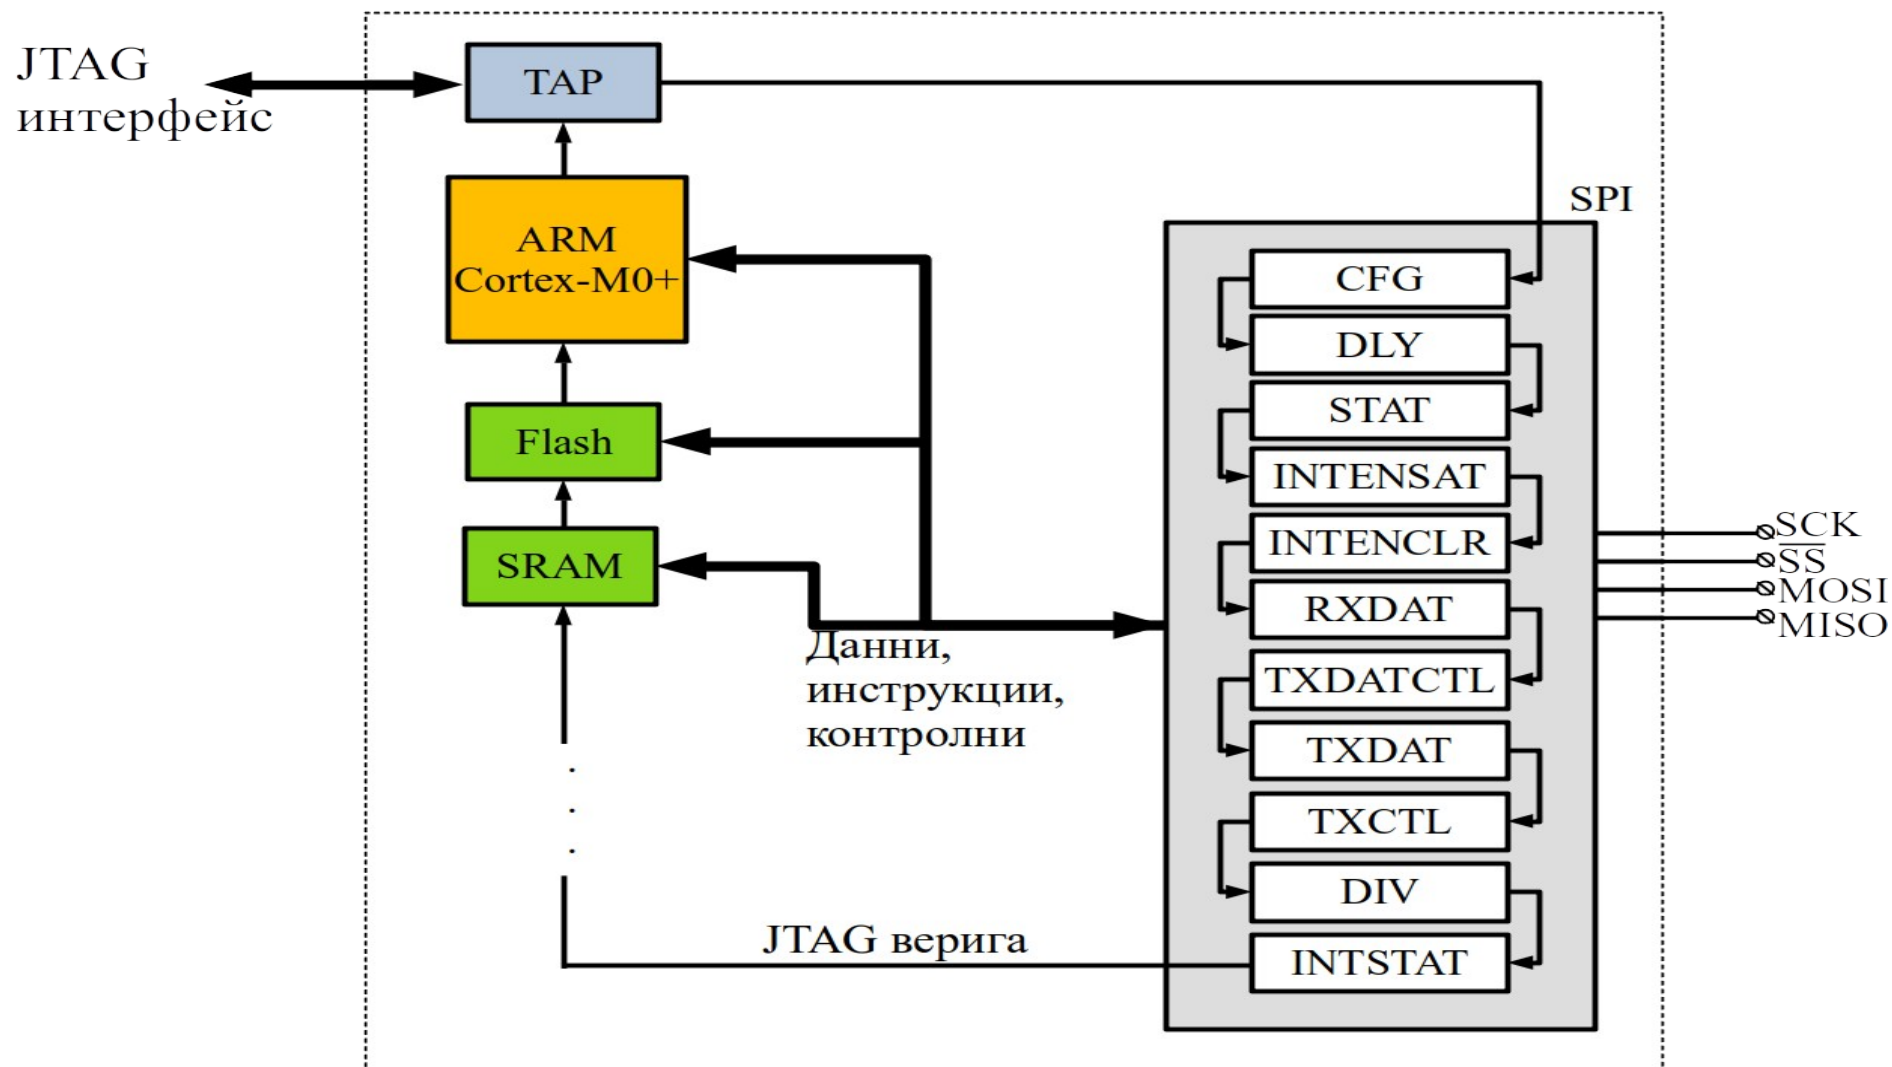 JTAG
интерфейс
TAP
ARM
Cortex-M0+
Flash
SRAM
Данни,
инструкции,
контролни
JTAG верига
SPI
CFG
DLY
STAT
INTENSAT
INTENCLR
RXDAT
TXDATCTL
TXDAT
TXCTL
DIV
INTSTAT
SCK
SS
MOSI
MISO